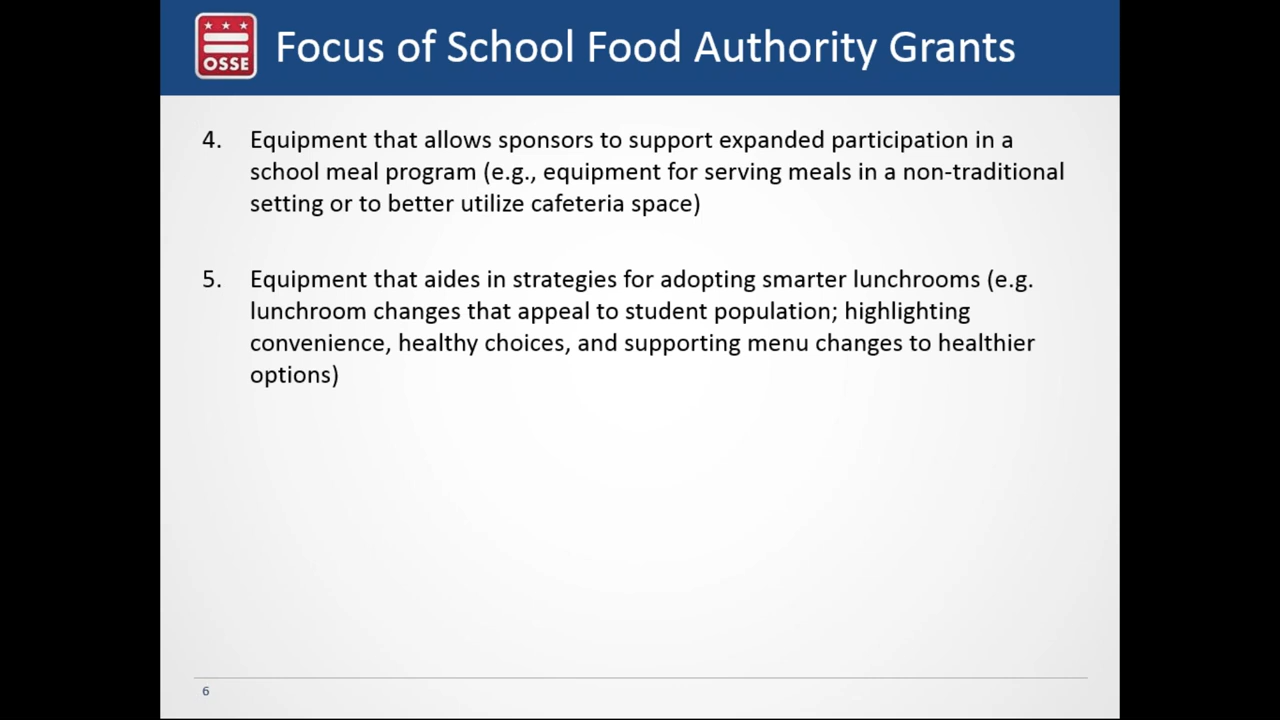 OSSE
Focus of School Food Authority Grants
4. Equipment that allows sponsors to support expanded participation in a
school meal program (e.g., equipment for serving meals in a non-traditional
setting or to better utilize cafeteria space)
5. Equipment that aides in strategies for adopting smarter lunchrooms (e.g.
lunchroom changes that appeal to student population; highlighting
convenience, healthy choices, and supporting menu changes to healthier
options)
6